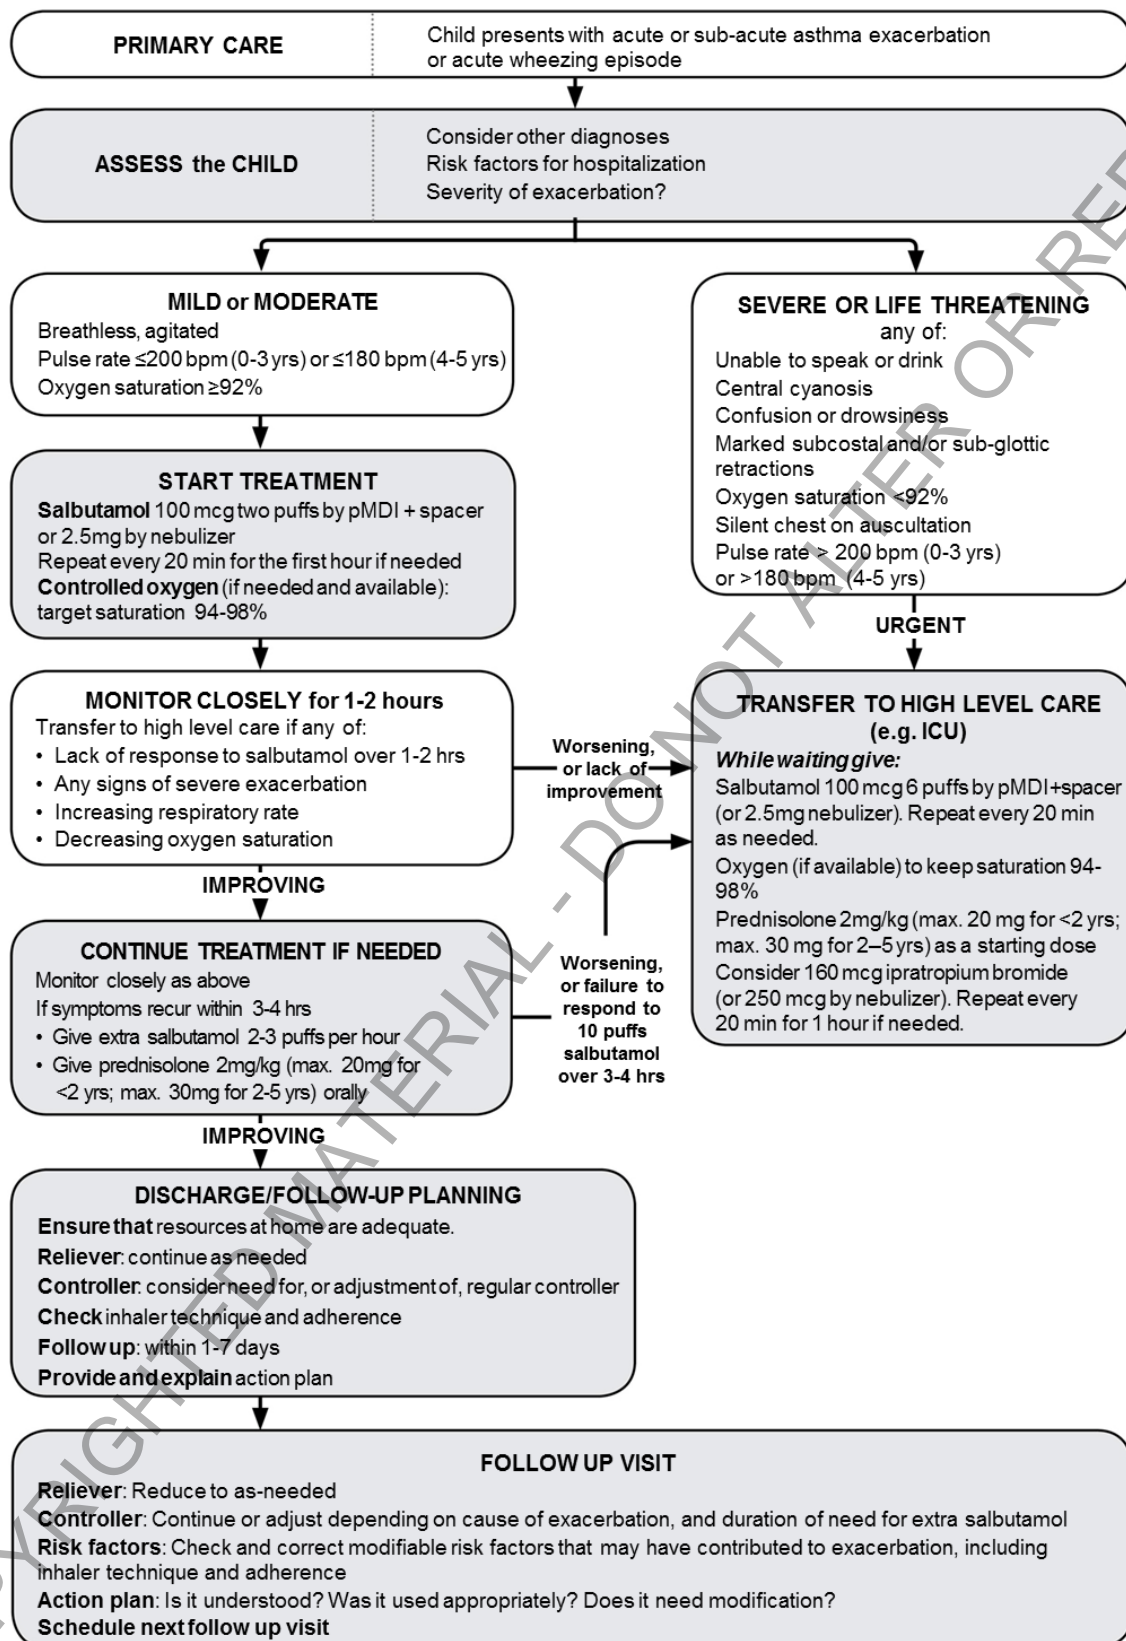 PRIMARY CARE
Child presents with acute or sub-acute asthma exacerbation
or acute wheezing episode
ASSESS the CHILD
Consider other diagnoses
Risk factors for hospitalization
Severity of exacerbation?
MILD or MODERATE
Breathless, agitated
Pulse rate ≤200 bpm (0-3 yrs) or ≤180 bpm (4-5 yrs)
Oxygen saturation ≥92%
SEVERE OR LIFE THREATENING
any of:
Unable to speak or drink
Central cyanosis
Confusion or drowsiness
Marked subcostal and/or sub-glottic
retractions
Oxygen saturation <92%
Silent chest on auscultation
Pulse rate > 200 bpm (0-3 yrs)
or >180 bpm (4-5 yrs)
START TREATMENT
Salbutamol 100 mcg two puffs by pMDI + spacer
or 2.5mg by nebulizer
Repeat every 20 min for the first hour if needed
Controlled oxygen (if needed and available):
target saturation 94-98%
URGENT
MONITOR CLOSELY for 1-2 hours
Transfer to high level care if any of:
• Lack of response to salbutamol over 1-2 hrs
• Any signs of severe exacerbation
• Increasing respiratory rate
• Decreasing oxygen saturation
Worsening,
or lack of
improvement
TRANSFER TO HIGH LEVEL CARE
(e.g. ICU)
While waiting give:
Salbutamol 100 mcg 6 puffs by pMDI+spacer
(or 2.5mg nebulizer). Repeat every 20 min
as needed.
Oxygen (if available) to keep saturation 94-
98%
Prednisolone 2mg/kg (max. 20 mg for <2 yrs;
max. 30 mg for 2–5 yrs) as a starting dose
Consider 160 mcg ipratropium bromide
(or 250 mcg by nebulizer). Repeat every
20 min for 1 hour if needed.
IMPROVING
CONTINUE TREATMENT IF NEEDED
Monitor closely as above
If symptoms recur within 3-4 hrs
• Give extra salbutamol 2-3 puffs per hour
• Give prednisolone 2mg/kg (max. 20mg for
<2 yrs; max. 30mg for 2-5 yrs) orally
Worsening,
or failure to
respond to
10 puffs
salbutamol
over 3-4 hrs
IMPROVING
DISCHARGE/FOLLOW-UP PLANNING
Ensure that resources at home are adequate.
Reliever: continue as needed
Controller: consider need for, or adjustment of, regular controller
Check inhaler technique and adherence
Follow up: within 1-7 days
Provide and explain action plan
FOLLOW UP VISIT
Reliever: Reduce to as-needed
Controller: Continue or adjust depending on cause of exacerbation, and duration of need for extra salbutamol
Risk factors: Check and correct modifiable risk factors that may have contributed to exacerbation, including
inhaler technique and adherence
Action plan: Is it understood? Was it used appropriately? Does it need modification?
Schedule next follow up visit
PYRIGHTED MATERIAL - DO NOT ALTER OR REP